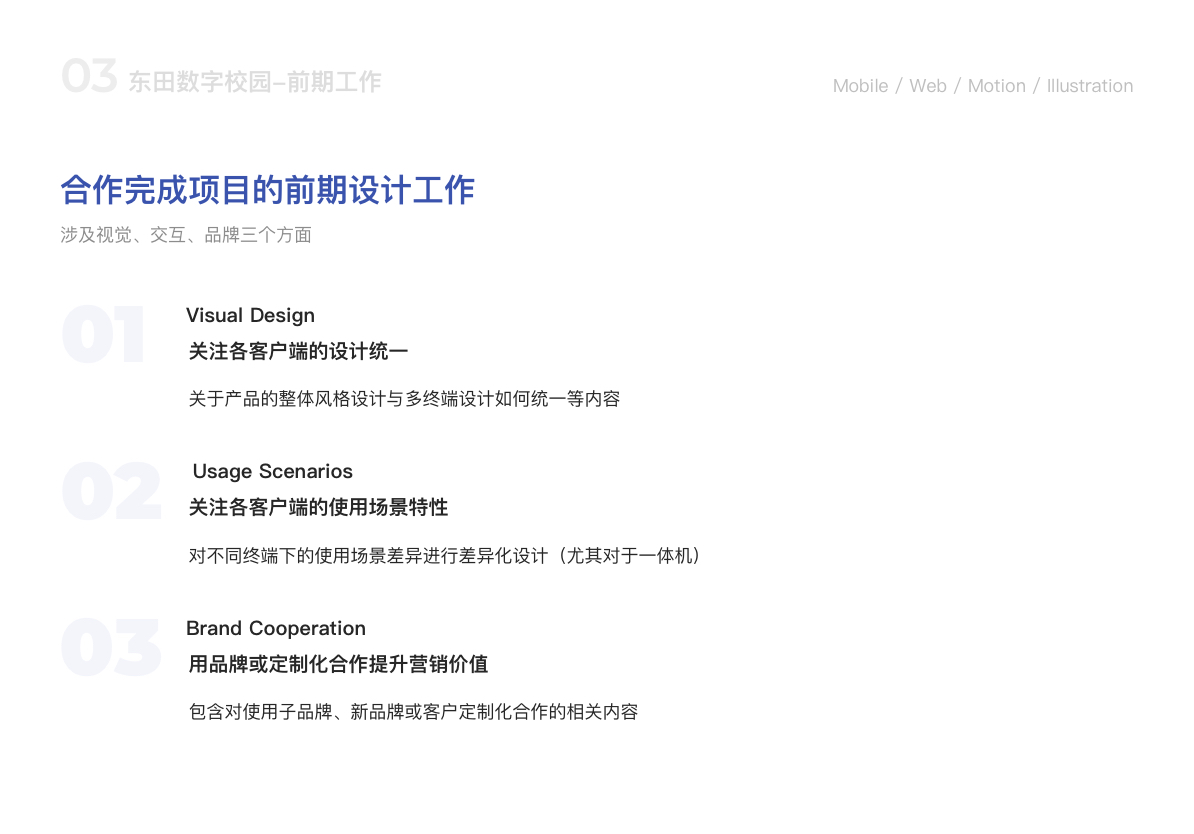 03 东田数字校园-前期工作
Mobile / Web / Motion / Illustration
合作完成项目的前期设计工作
涉及视觉、交互、品牌三个方面
01
Visual Design
关注各客户端的设计统一
关于产品的整体风格设计与多终端设计如何统一等内容
02
Usage Scenarios
关注各客户端的使用场景特性
对不同终端下的使用场景差异进行差异化设计（尤其对于一体机）
03
Brand Cooperation
用品牌或定制化合作提升营销价值
包含对使用子品牌、新品牌或客户定制化合作的相关内容